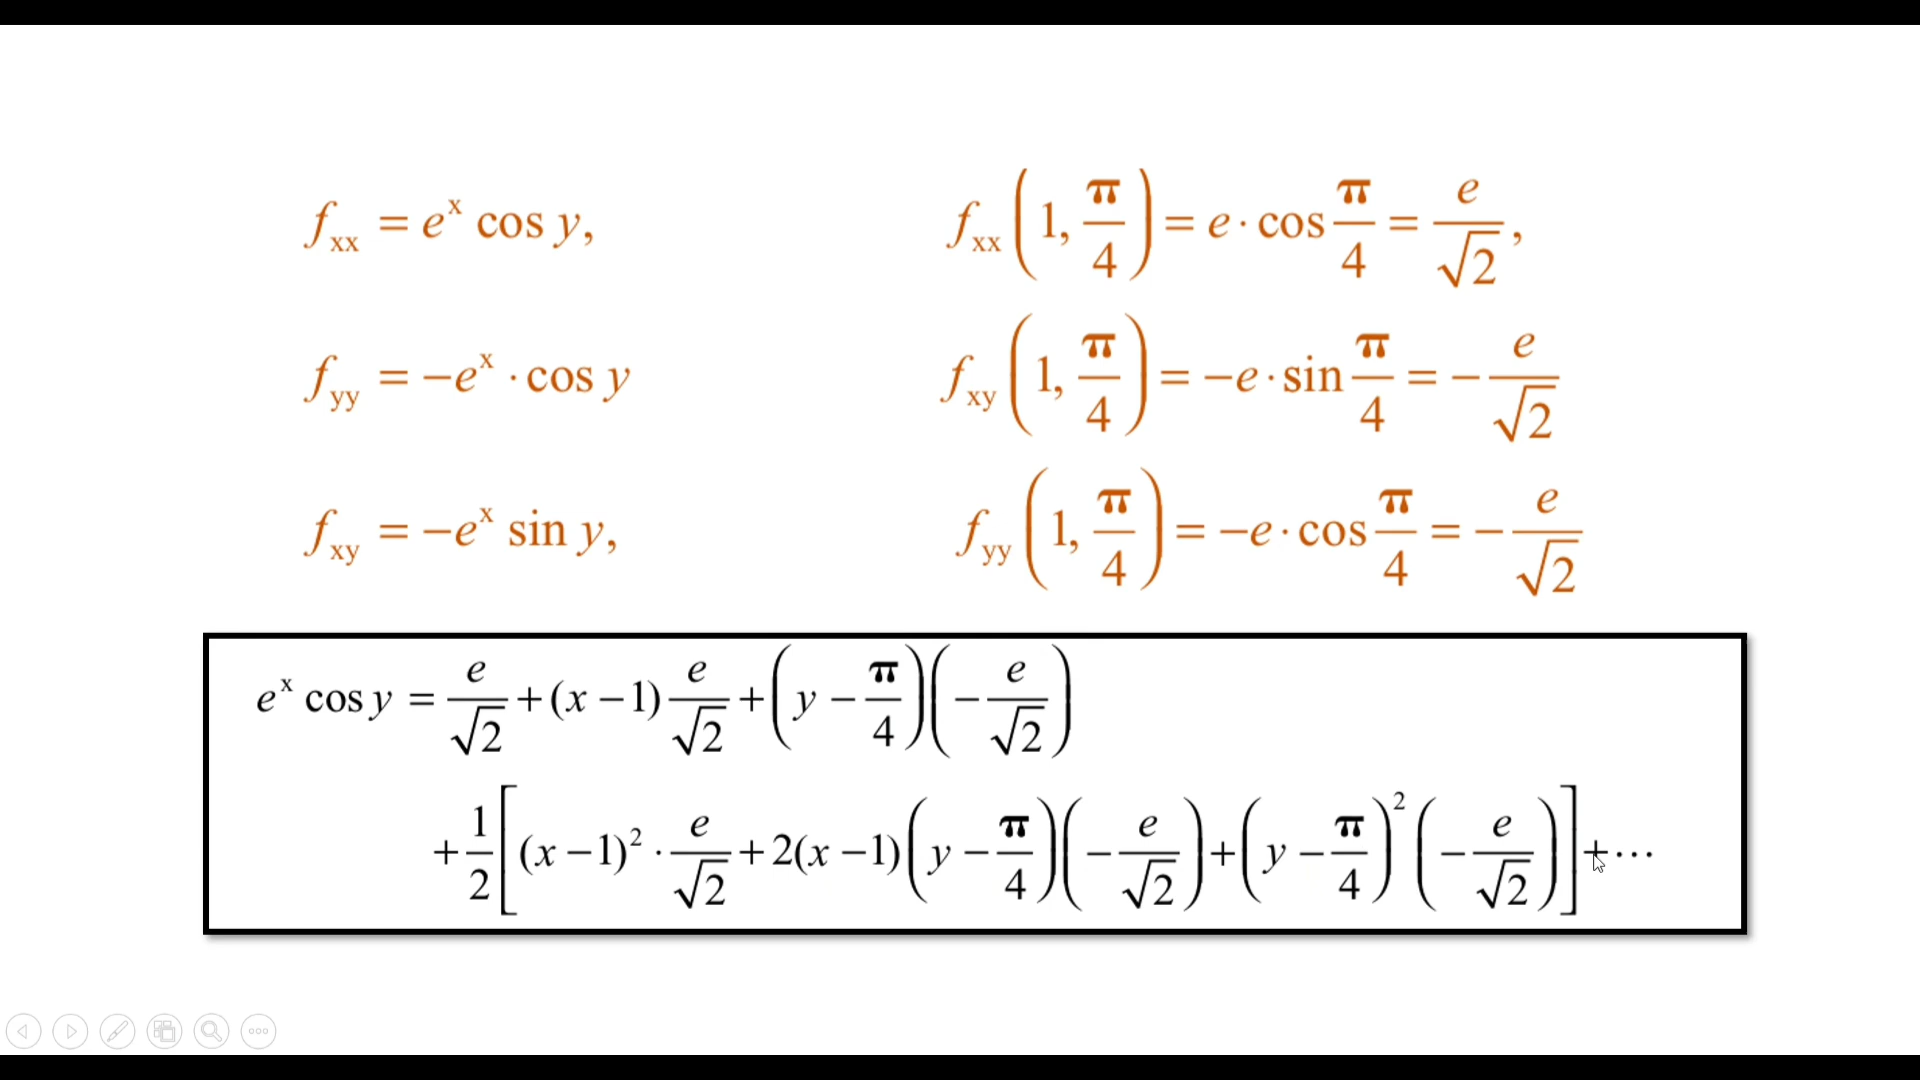 f_xx = e^x cos y,    f_xx(1, π/4) = e · cos π/4 = e/√2,
f_yy = −e^x · cos y    f_xy(1, π/4) = −e · sin π/4 = −e/√2
f_xy = −e^x sin y,    f_yy(1, π/4) = −e · cos π/4 = −e/√2
e^x cos y = e/√2 + (x − 1) e/√2 + (y − π/4)(−e/√2)
+ 1/2 [(x − 1)^2 · e/√2 + 2(x − 1)(y − π/4)(−e/√2) + (y − π/4)^2 (−e/√2)] + ⋯